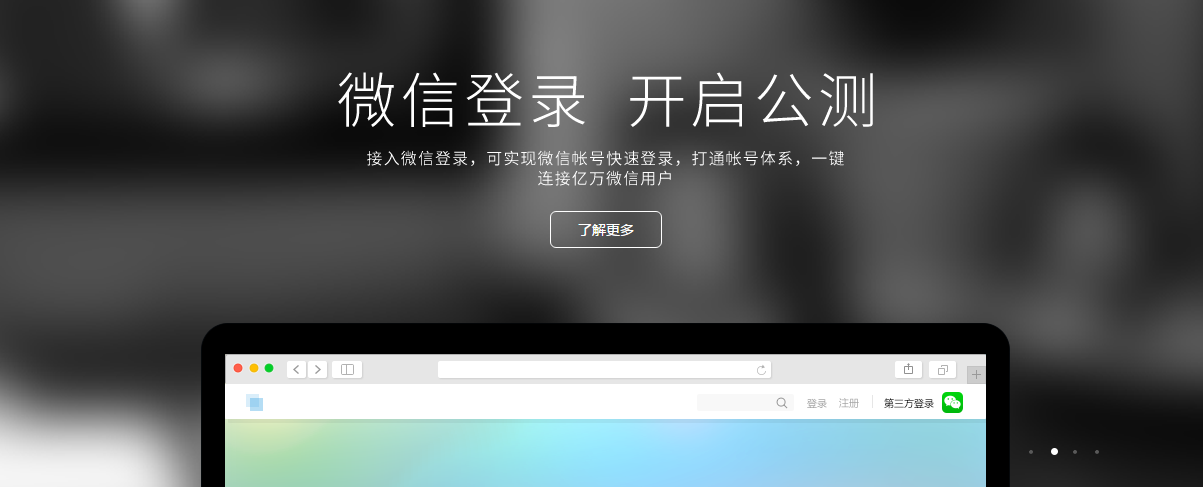 微信登录 开启公测
接入微信登录，可实现微信帐号快速登录，打通帐号体系，一键
连接亿万微信用户
了解更多
登录 注册 第三方登录